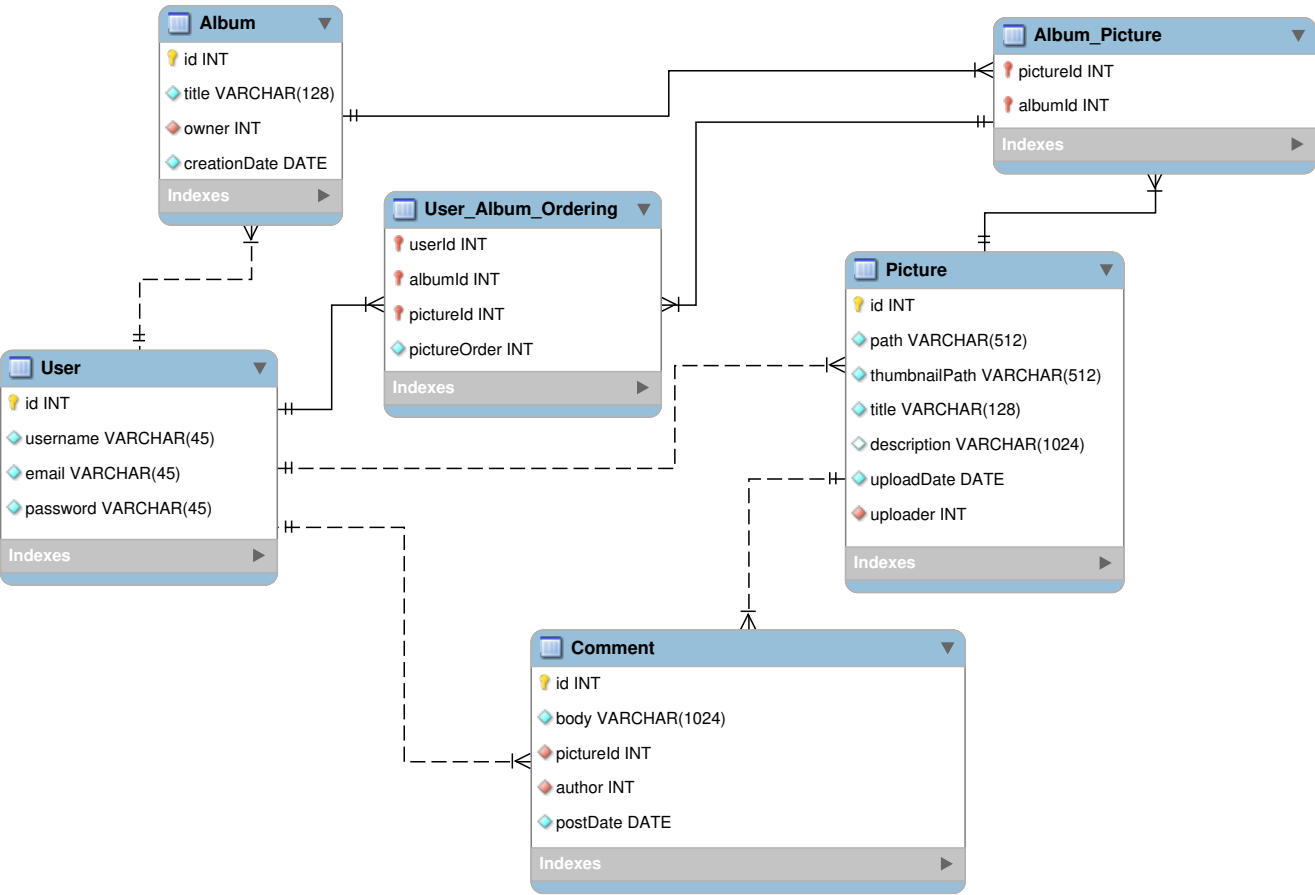 Album
id INT
title VARCHAR(128)
owner INT
creationDate DATE
Indexes
Album_Picture
pictureId INT
albumId INT
Indexes
User_Album_Ordering
userId INT
albumId INT
pictureId INT
pictureOrder INT
Indexes
Picture
id INT
path VARCHAR(512)
thumbnailPath VARCHAR(512)
title VARCHAR(128)
description VARCHAR(1024)
uploadDate DATE
uploader INT
Indexes
User
id INT
username VARCHAR(45)
email VARCHAR(45)
password VARCHAR(45)
Indexes
Comment
id INT
body VARCHAR(1024)
pictureId INT
author INT
postDate DATE
Indexes